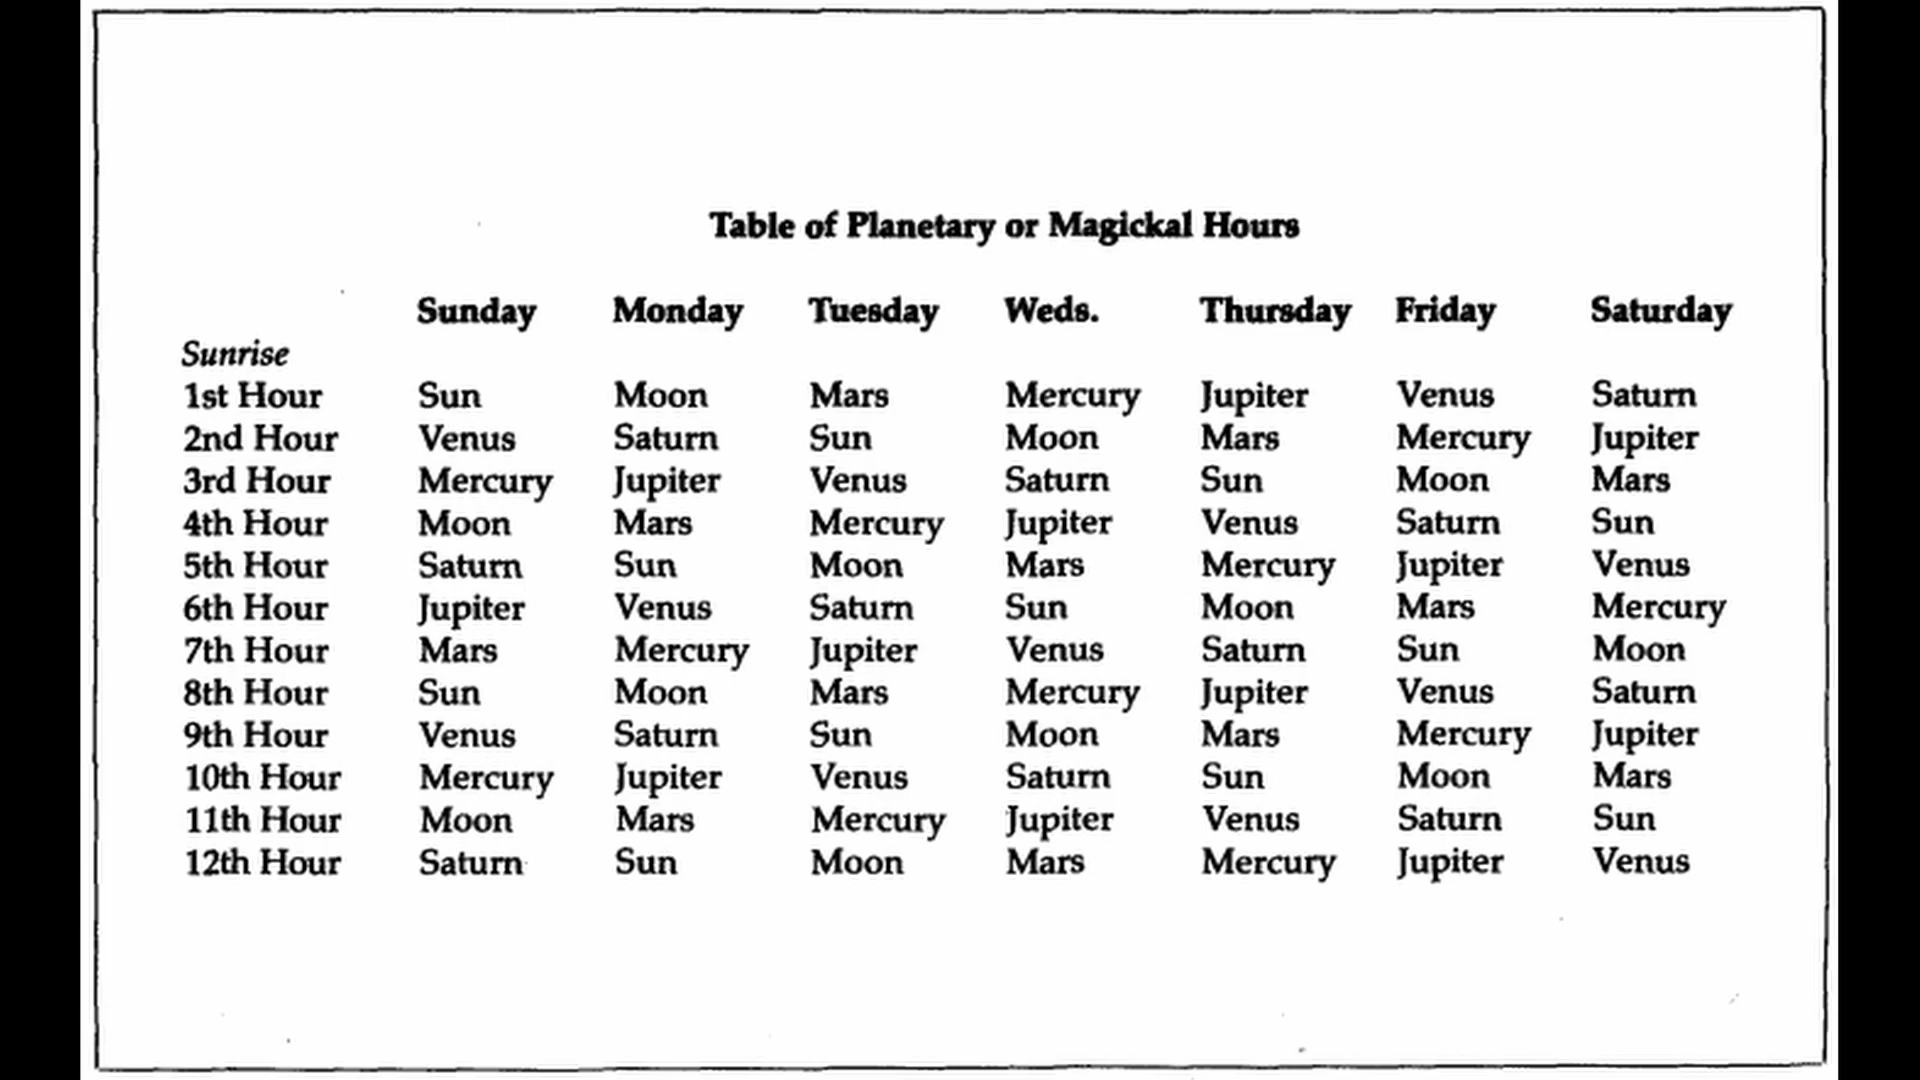 Table of Planetary or Magickal Hours
Sunday Monday Tuesday Weds. Thursday Friday Saturday
Sunrise
1st Hour Sun Moon Mars Mercury Jupiter Venus Saturn
2nd Hour Venus Saturn Sun Moon Mars Mercury Jupiter
3rd Hour Mercury Jupiter Venus Saturn Sun Moon Mars
4th Hour Moon Mars Mercury Jupiter Venus Saturn Sun
5th Hour Saturn Sun Moon Mars Mercury Jupiter Venus
6th Hour Jupiter Venus Saturn Sun Moon Mars Mercury
7th Hour Mars Mercury Jupiter Venus Saturn Sun Moon
8th Hour Sun Moon Mars Mercury Jupiter Venus Saturn
9th Hour Venus Saturn Sun Moon Mars Mercury Jupiter
10th Hour Mercury Jupiter Venus Saturn Sun Moon Mars
11th Hour Moon Mars Mercury Jupiter Venus Saturn Sun
12th Hour Saturn Sun Moon Mars Mercury Jupiter Venus